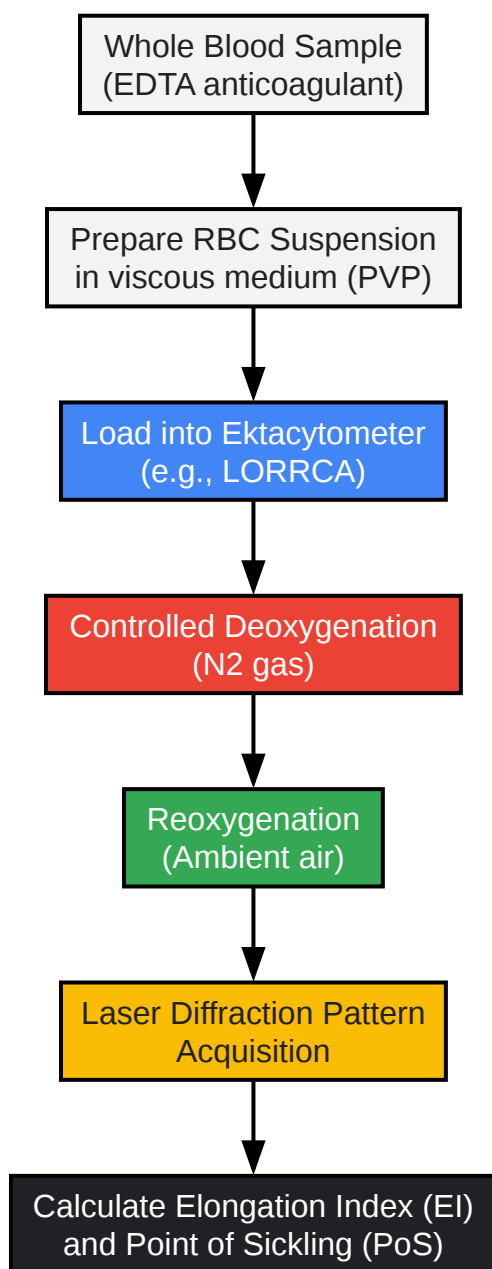 Whole Blood Sample
(EDTA anticoagulant)
Prepare RBC Suspension
in viscous medium (PVP)
Load into Ektacytometer
(e.g., LORRCA)
Controlled Deoxygenation
(N2 gas)
Reoxygenation
(Ambient air)
Laser Diffraction Pattern
Acquisition
Calculate Elongation Index (EI)
and Point of Sickling (PoS)